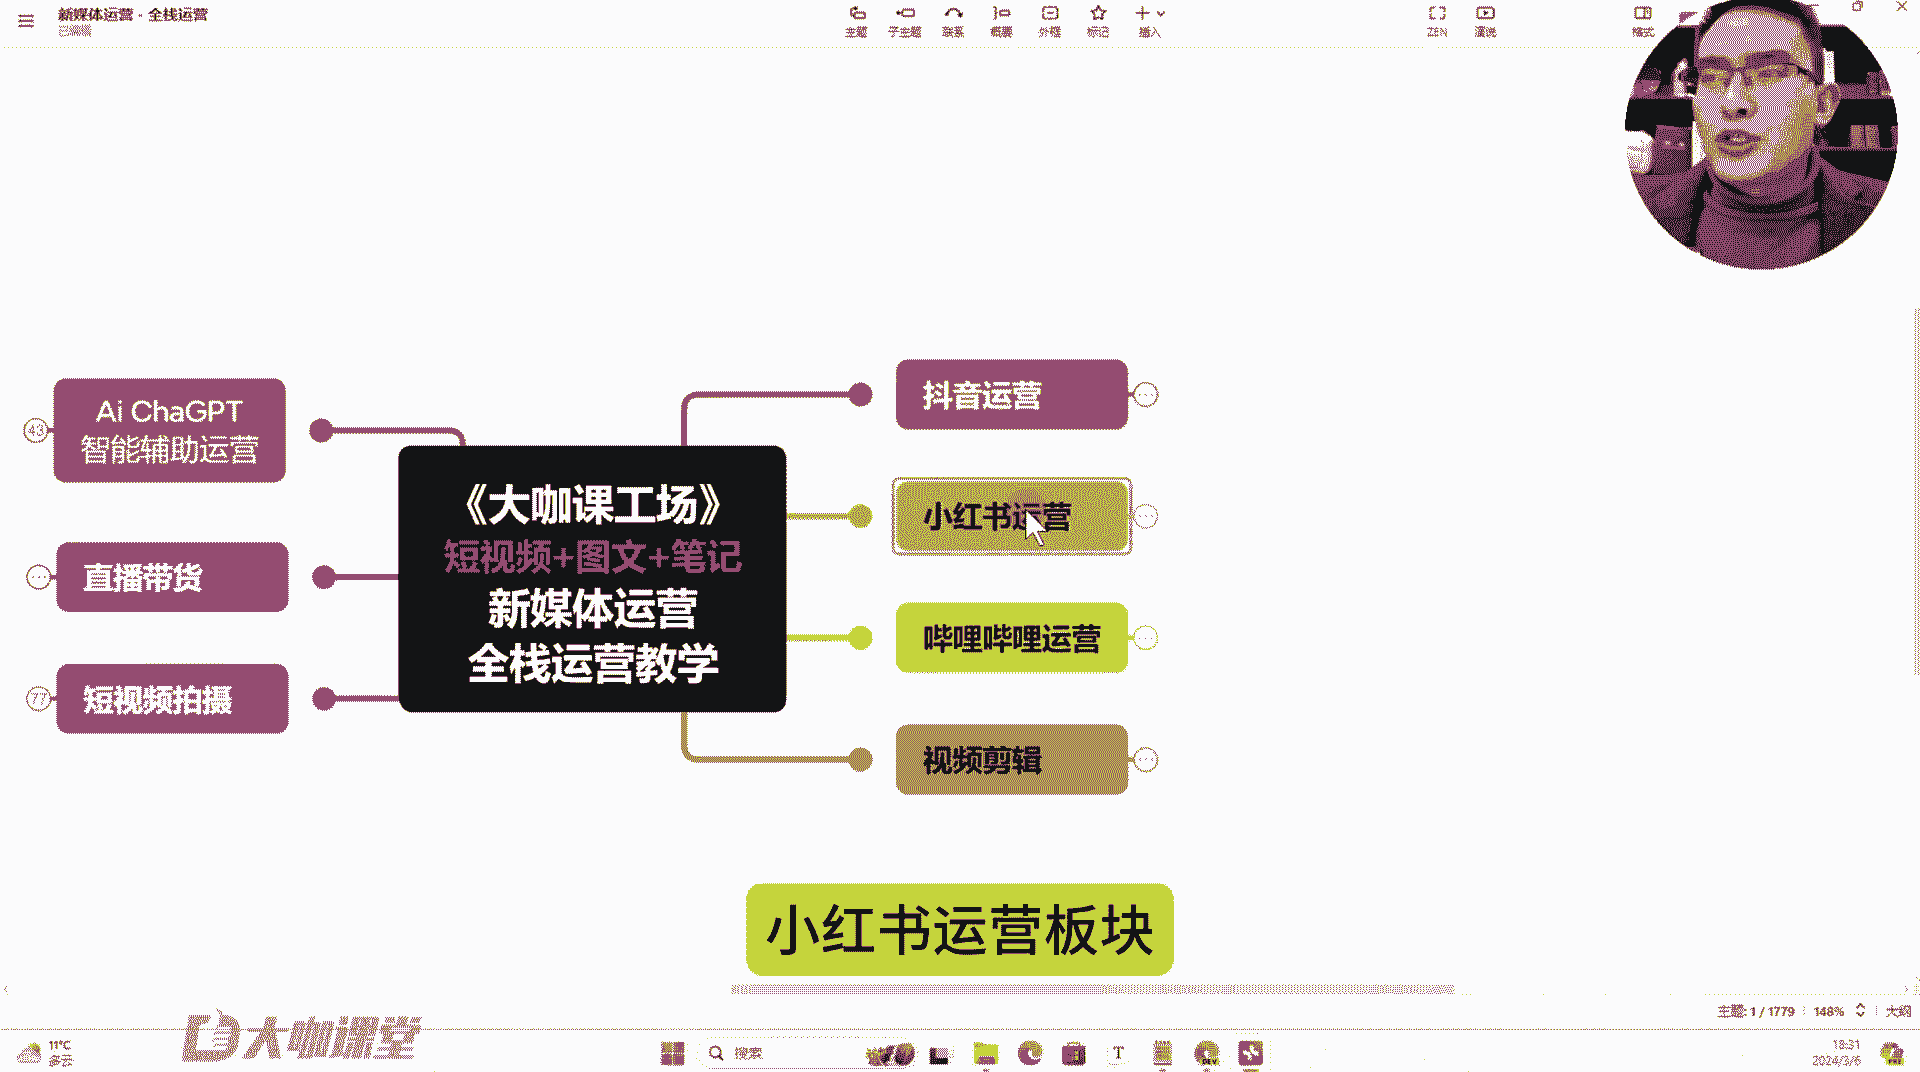 新媒体运营 - 全栈运营
已编辑
主题
子主题
联系
概要
外框
标记
插入
ZEN
演说
格式
Ai ChaGPT
智能辅助运营
43
直播带货
短视频拍摄
77
《大咖课工场》
短视频+图文+笔记
新媒体运营
全栈运营教学
抖音运营
小红书运营
哔哩哔哩运营
视频剪辑
小红书运营板块
主题: 1 / 1779
148%
大纲
大咖课堂
11°C
多云
搜索
18:31
2024/3/6